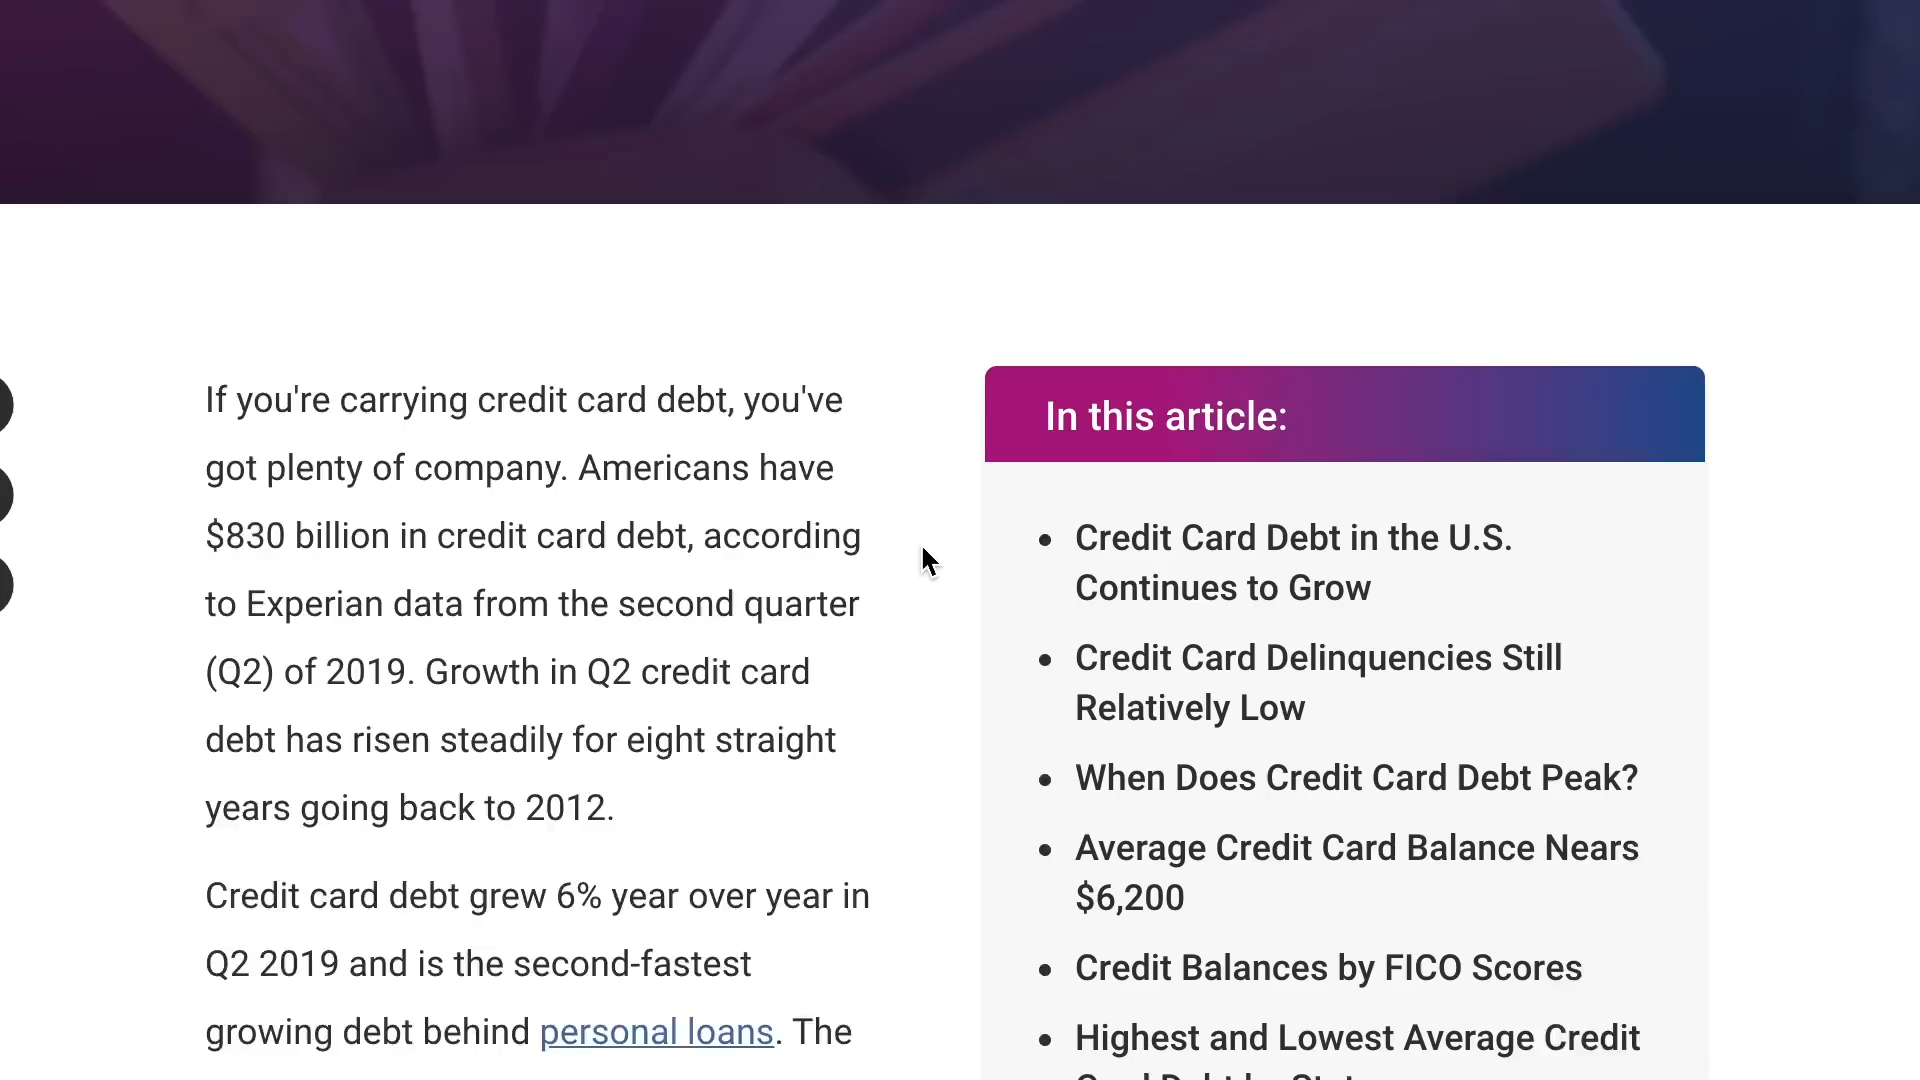 If you're carrying credit card debt, you've
got plenty of company. Americans have
$830 billion in credit card debt, according
to Experian data from the second quarter
(Q2) of 2019. Growth in Q2 credit card
debt has risen steadily for eight straight
years going back to 2012.
Credit card debt grew 6% year over year in
Q2 2019 and is the second-fastest
growing debt behind personal loans. The
In this article:
Credit Card Debt in the U.S.
Continues to Grow
Credit Card Delinquencies Still
Relatively Low
When Does Credit Card Debt Peak?
Average Credit Card Balance Nears
$6,200
Credit Balances by FICO Scores
Highest and Lowest Average Credit